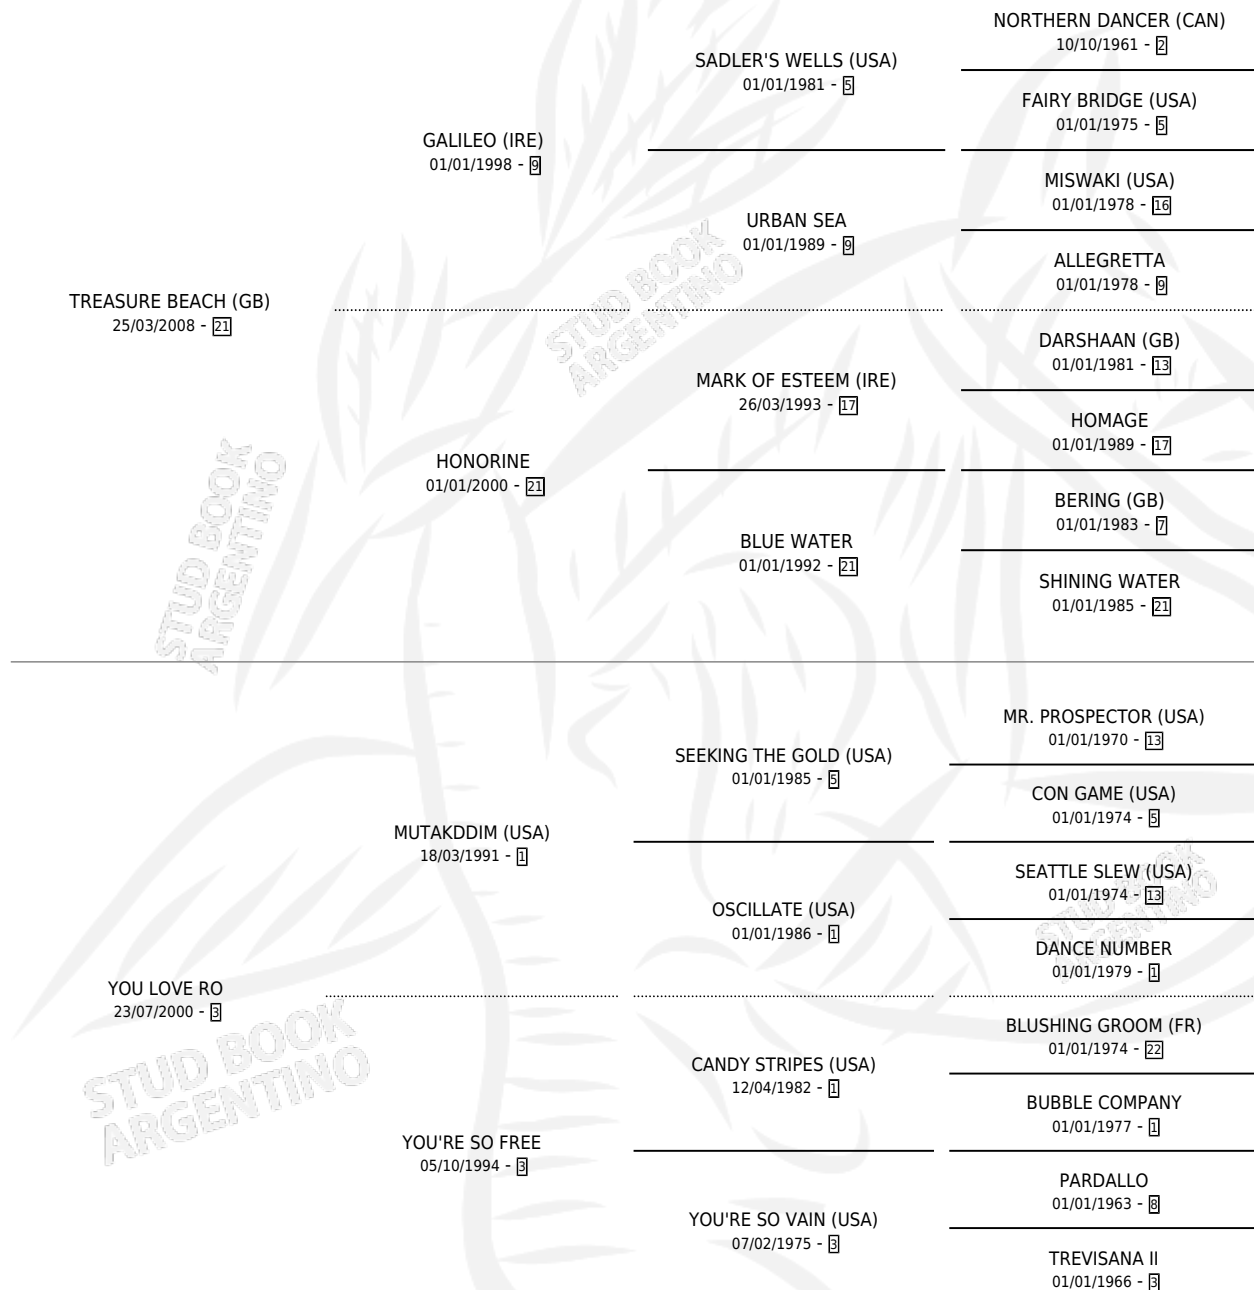 NORTHERN DANCER (CAN)
10/10/1961 - 2
SADLER'S WELLS (USA)
01/01/1981 - 5
FAIRY BRIDGE (USA)
01/01/1975 - 5
GALILEO (IRE)
01/01/1998 - 9
MISWAKI (USA)
01/01/1978 - 16
URBAN SEA
01/01/1989 - 9
ALLEGRETTA
01/01/1978 - 9
TREASURE BEACH (GB)
25/03/2008 - 21
STUD BOOK
ARGENTINO
DARSHAAN (GB)
01/01/1981 - 13
MARK OF ESTEEM (IRE)
26/03/1993 - 17
HOMAGE
01/01/1989 - 17
HONORINE
01/01/2000 - 21
BERING (GB)
01/01/1983 - 7
BLUE WATER
01/01/1992 - 21
SHINING WATER
01/01/1985 - 21
STUD BOOK
ARGENTINO
MR. PROSPECTOR (USA)
01/01/1970 - 13
SEEKING THE GOLD (USA)
01/01/1985 - 5
CON GAME (USA)
01/01/1974 - 5
MUTAKDDIM (USA)
18/03/1991 - 1
SEATTLE SLEW (USA)
01/01/1974 - 13
OSCILLATE (USA)
01/01/1986 - 1
STUD BOOK
ARGENTINO
DANCE NUMBER
01/01/1979 - 1
YOU LOVE RO
23/07/2000 - 3
BLUSHING GROOM (FR)
01/01/1974 - 22
CANDY STRIPES (USA)
12/04/1982 - 1
BUBBLE COMPANY
01/01/1977 - 1
STUD BOOK
ARGENTINO
YOU'RE SO FREE
05/10/1994 - 3
PARDALLO
01/01/1963 - 8
YOU'RE SO VAIN (USA)
07/02/1975 - 3
TREVISANA II
01/01/1966 - 3